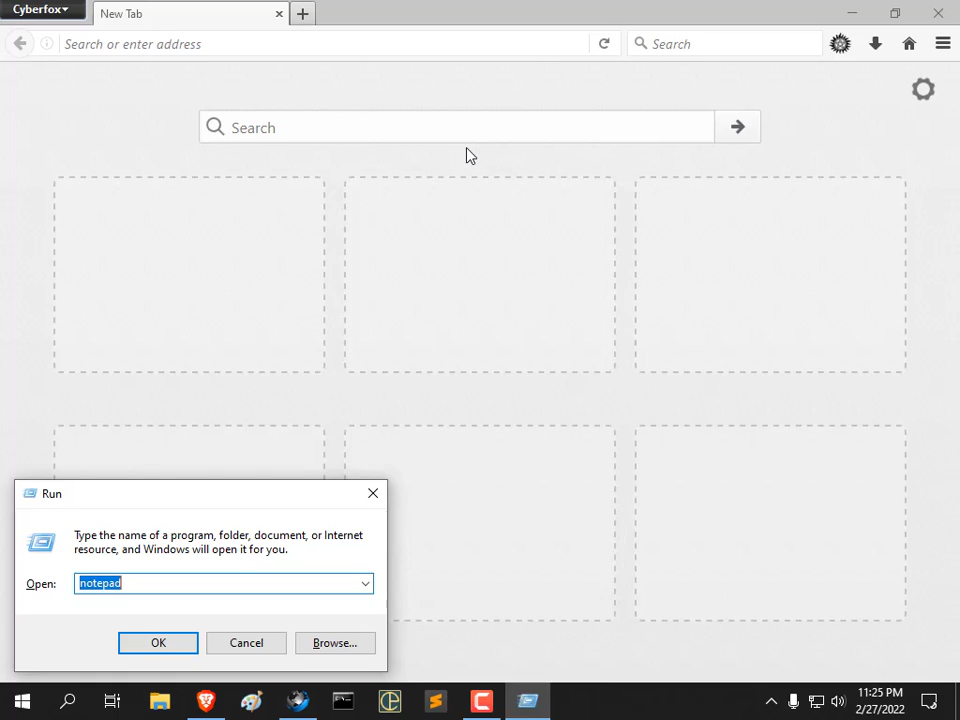 Cyberfox
New Tab
Search or enter address
Search
Search
Run
Type the name of a program, folder, document, or Internet
resource, and Windows will open it for you.
Open:
notepad
OK
Cancel
Browse...
11:25 PM
2/27/2022